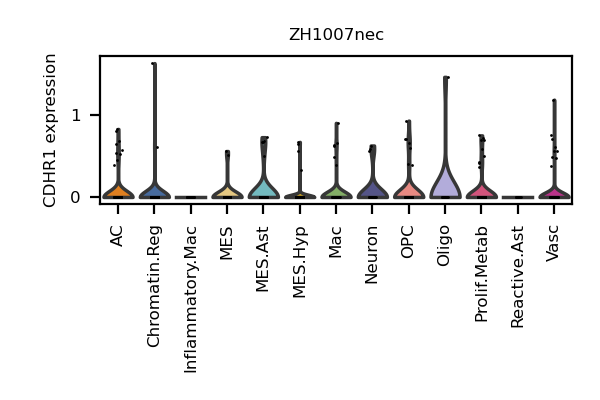 ZH1007nec
CDHR1 expression
1
0
AC
Chromatin.Reg
Inflammatory.Mac
MES
MES.Ast
MES.Hyp
Mac
Neuron
OPC
Oligo
Prolif.Metab
Reactive.Ast
Vasc